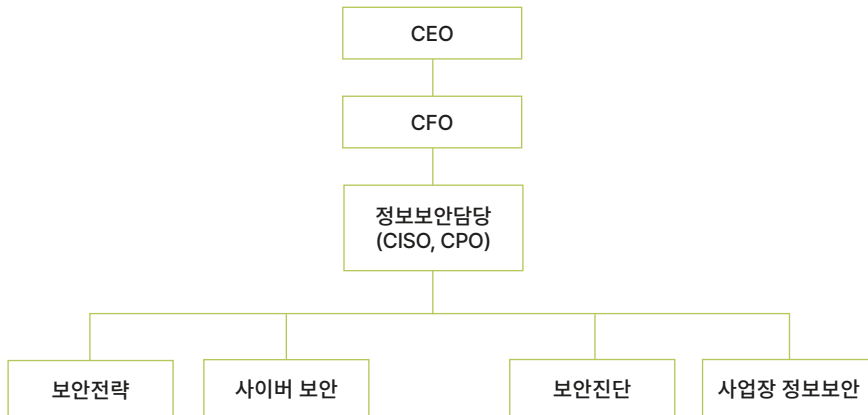 CEO
CFO
정보보안담당
(CISO, CPO)
보안전략
사이버 보안
보안진단
사업장 정보보안